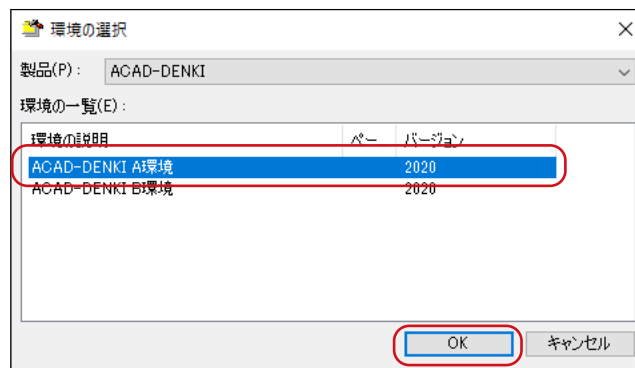 環境の選択
製品(P): ACAD-DENKI
環境の一覧(E):
環境の説明 ペー バージョン
ACAD-DENKI A環境 2020
ACAD-DENKI B環境 2020
OK キャンセル